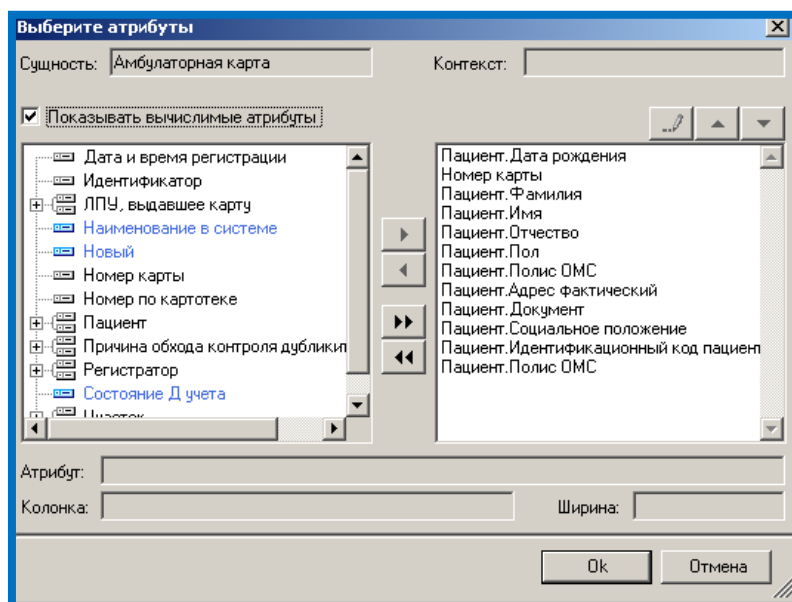 Выберите атрибуты
Сущность: Амбулаторная карта Контекст:
Показывать вычислимые атрибуты
Дата и время регистрации
Идентификатор
ЛПУ, выдавшее карту
Наименование в системе
Новый
Номер карты
Номер по картотеке
Пациент
Причина обхода контроля дубликат
Регистратор
Состояние Д учета
Участок
Пациент.Дата рождения
Номер карты
Пациент.Фамилия
Пациент.Имя
Пациент.Отчество
Пациент.Пол
Пациент.Полис ОМС
Пациент.Адрес фактический
Пациент.Документ
Пациент.Социальное положение
Пациент.Идентификационный код пациент
Пациент.Полис ОМС
Атрибут:
Колонка: Ширина:
Ok Отмена